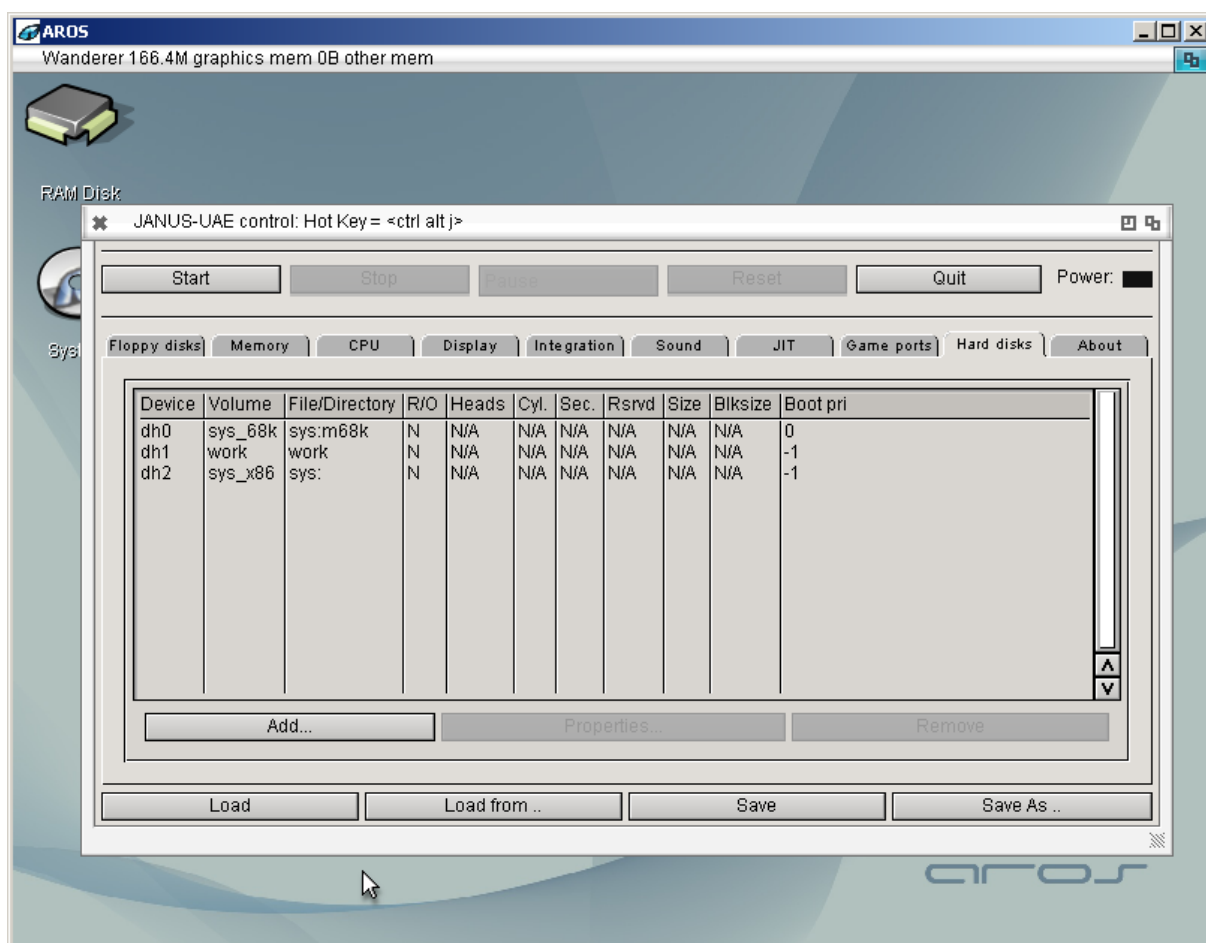 AROS
Wanderer 166.4M graphics mem 0B other mem
RAM Disk
JANUS-UAE control: Hot Key = <ctrl alt j>
Start Stop Pause Reset Quit Power:
Syst
Floppy disks Memory CPU Display Integration Sound JIT Game ports Hard disks About
Device Volume File/Directory R/O Heads Cyl. Sec. Rsrvd Size Blksize Boot pri
dh0 sys_68k sys:m68k N N/A N/A N/A N/A N/A N/A 0
dh1 work work N N/A N/A N/A N/A N/A N/A -1
dh2 sys_x86 sys: N N/A N/A N/A N/A N/A N/A -1
Add... Properties... Remove
Load Load from .. Save Save As ..
aros